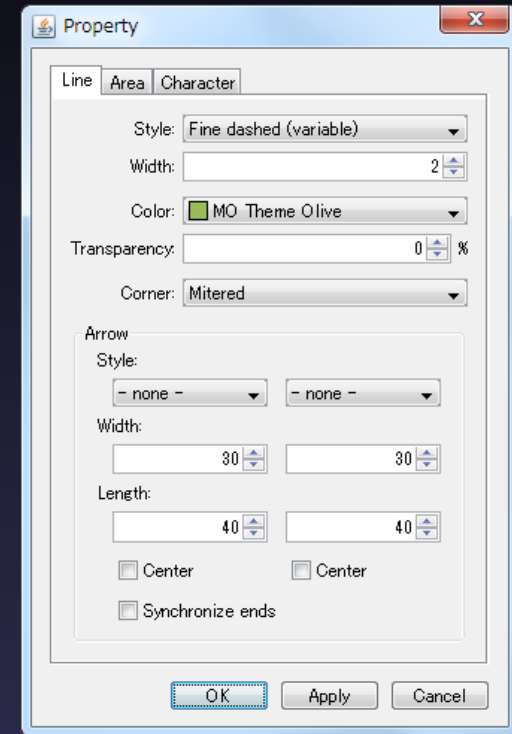 Property
Line Area Character
Style: Fine dashed (variable)
Width: 2
Color: MO Theme Olive
Transparency: 0 %
Corner: Mitered
Arrow
Style:
- none - - none -
Width:
30 30
Length:
40 40
Center Center
Synchronize ends
OK Apply Cancel